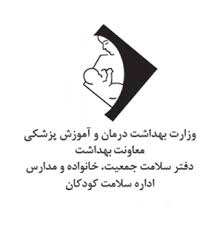 وزارت بهداشت درمان و آموزش پزشکی
معاونت بهداشت
دفتر سلامت جمعیت، خانواده و مدارس
اداره سلامت کودکان